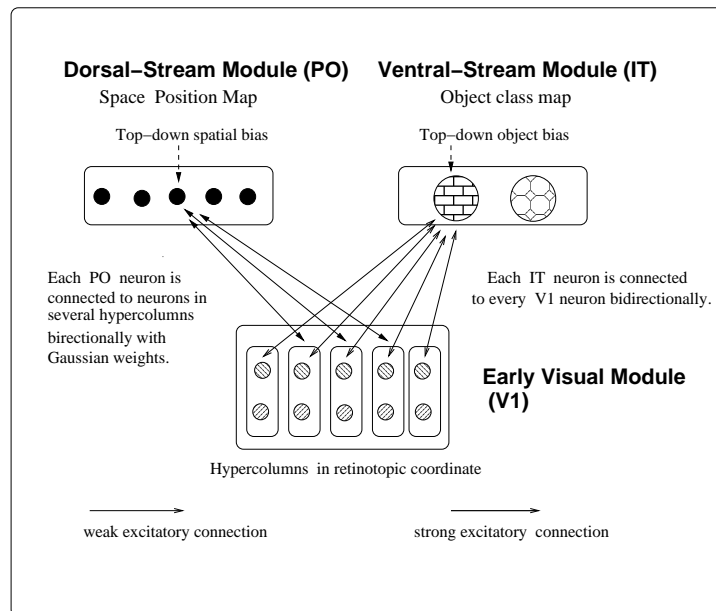 Dorsal−Stream Module (PO)
Space Position Map
Ventral−Stream Module (IT)
Object class map
Top−down spatial bias
Top−down object bias
Each PO neuron is
connected to neurons in
several hypercolumns
birectionally with
Gaussian weights.
Each IT neuron is connected
to every V1 neuron bidirectionally.
Early Visual Module
(V1)
Hypercolumns in retinotopic coordinate
weak excitatory connection
strong excitatory connection